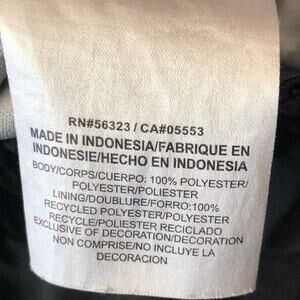 RN#56323 / CA#05553
MADE IN INDONESIA/FABRIQUE EN
INDONESIE/HECHO EN INDONESIA
BODY/CORPS/CUERPO: 100% POLYESTER/
POLYESTER/POLIESTER
LINING/DOUBLURE/FORRO:100%
RECYCLED POLYESTER/POLYESTER
RECYCLE/POLIESTER RECICLADO
EXCLUSIVE OF DECORATION/DECORATION
NON COMPRISE/NO INCLUYE LA
DECORACION